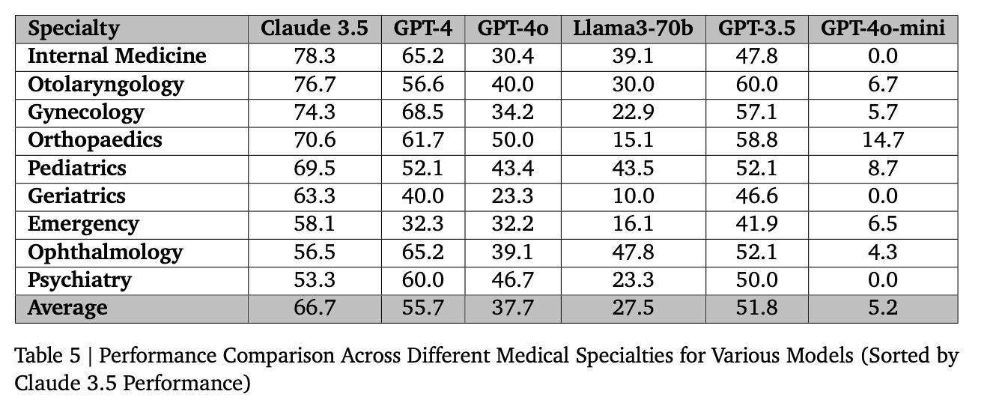 Specialty Claude 3.5 GPT-4 GPT-4o Llama3-70b GPT-3.5 GPT-4o-mini
Internal Medicine 78.3 65.2 30.4 39.1 47.8 0.0
Otolaryngology 76.7 56.6 40.0 30.0 60.0 6.7
Gynecology 74.3 68.5 34.2 22.9 57.1 5.7
Orthopaedics 70.6 61.7 50.0 15.1 58.8 14.7
Pediatrics 69.5 52.1 43.4 43.5 52.1 8.7
Geriatrics 63.3 40.0 23.3 10.0 46.6 0.0
Emergency 58.1 32.3 32.2 16.1 41.9 6.5
Ophthalmology 56.5 65.2 39.1 47.8 52.1 4.3
Psychiatry 53.3 60.0 46.7 23.3 50.0 0.0
Average 66.7 55.7 37.7 27.5 51.8 5.2
Table 5 | Performance Comparison Across Different Medical Specialties for Various Models (Sorted by
Claude 3.5 Performance)